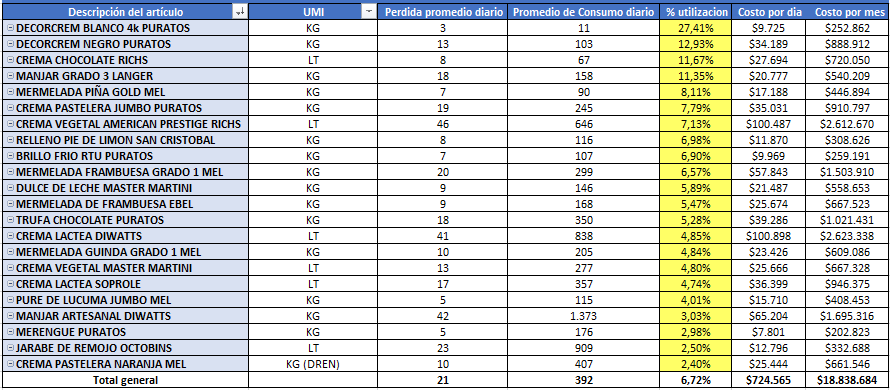 Descripción del artículo UMI Perdida promedio diario Promedio de Consumo diario % utilizacion Costo por dia Costo por mes
DECORCREM BLANCO 4k PURATOS KG 3 11 27,41% $9.725 $252.862
DECORCREM NEGRO PURATOS KG 13 103 12,93% $34.189 $888.912
CREMA CHOCOLATE RICHS LT 8 67 11,67% $27.694 $720.050
MANJAR GRADO 3 LANGER KG 18 158 11,35% $20.777 $540.209
MERMELADA PIÑA GOLD MEL KG 7 90 8,11% $17.188 $446.894
CREMA PASTELERA JUMBO PURATOS KG 19 245 7,79% $35.031 $910.797
CREMA VEGETAL AMERICAN PRESTIGE RICHS LT 46 646 7,13% $100.487 $2.612.670
RELLENO PIE DE LIMON SAN CRISTOBAL KG 8 116 6,98% $11.870 $308.626
BRILLO FRIO RTU PURATOS KG 7 107 6,90% $9.969 $259.191
MERMELADA FRAMBUESA GRADO 1 MEL KG 20 299 6,57% $57.843 $1.503.910
DULCE DE LECHE MASTER MARTINI KG 9 146 5,89% $21.487 $558.653
MERMELADA DE FRAMBUESA EBEL KG 9 168 5,47% $25.674 $667.523
TRUFA CHOCOLATE PURATOS KG 18 350 5,28% $39.286 $1.021.431
CREMA LACTEA DIWATTS LT 41 838 4,85% $100.898 $2.623.338
MERMELADA GUINDA GRADO 1 MEL KG 10 205 4,84% $23.426 $609.086
CREMA VEGETAL MASTER MARTINI LT 13 277 4,80% $25.666 $667.328
CREMA LACTEA SOPROLE LT 17 357 4,74% $36.399 $946.375
PURE DE LUCUMA JUMBO MEL KG 5 115 4,01% $15.710 $408.453
MANJAR ARTESANAL DIWATTS KG 42 1.373 3,03% $65.204 $1.695.316
MERENGUE PURATOS KG 5 176 2,98% $7.801 $202.823
JARABE DE REMOJO OCTOBINS LT 23 909 2,50% $12.796 $332.688
CREMA PASTELERA NARANJA MEL KG (DREN) 10 407 2,40% $25.444 $661.546
Total general 21 392 6,72% $724.565 $18.838.684